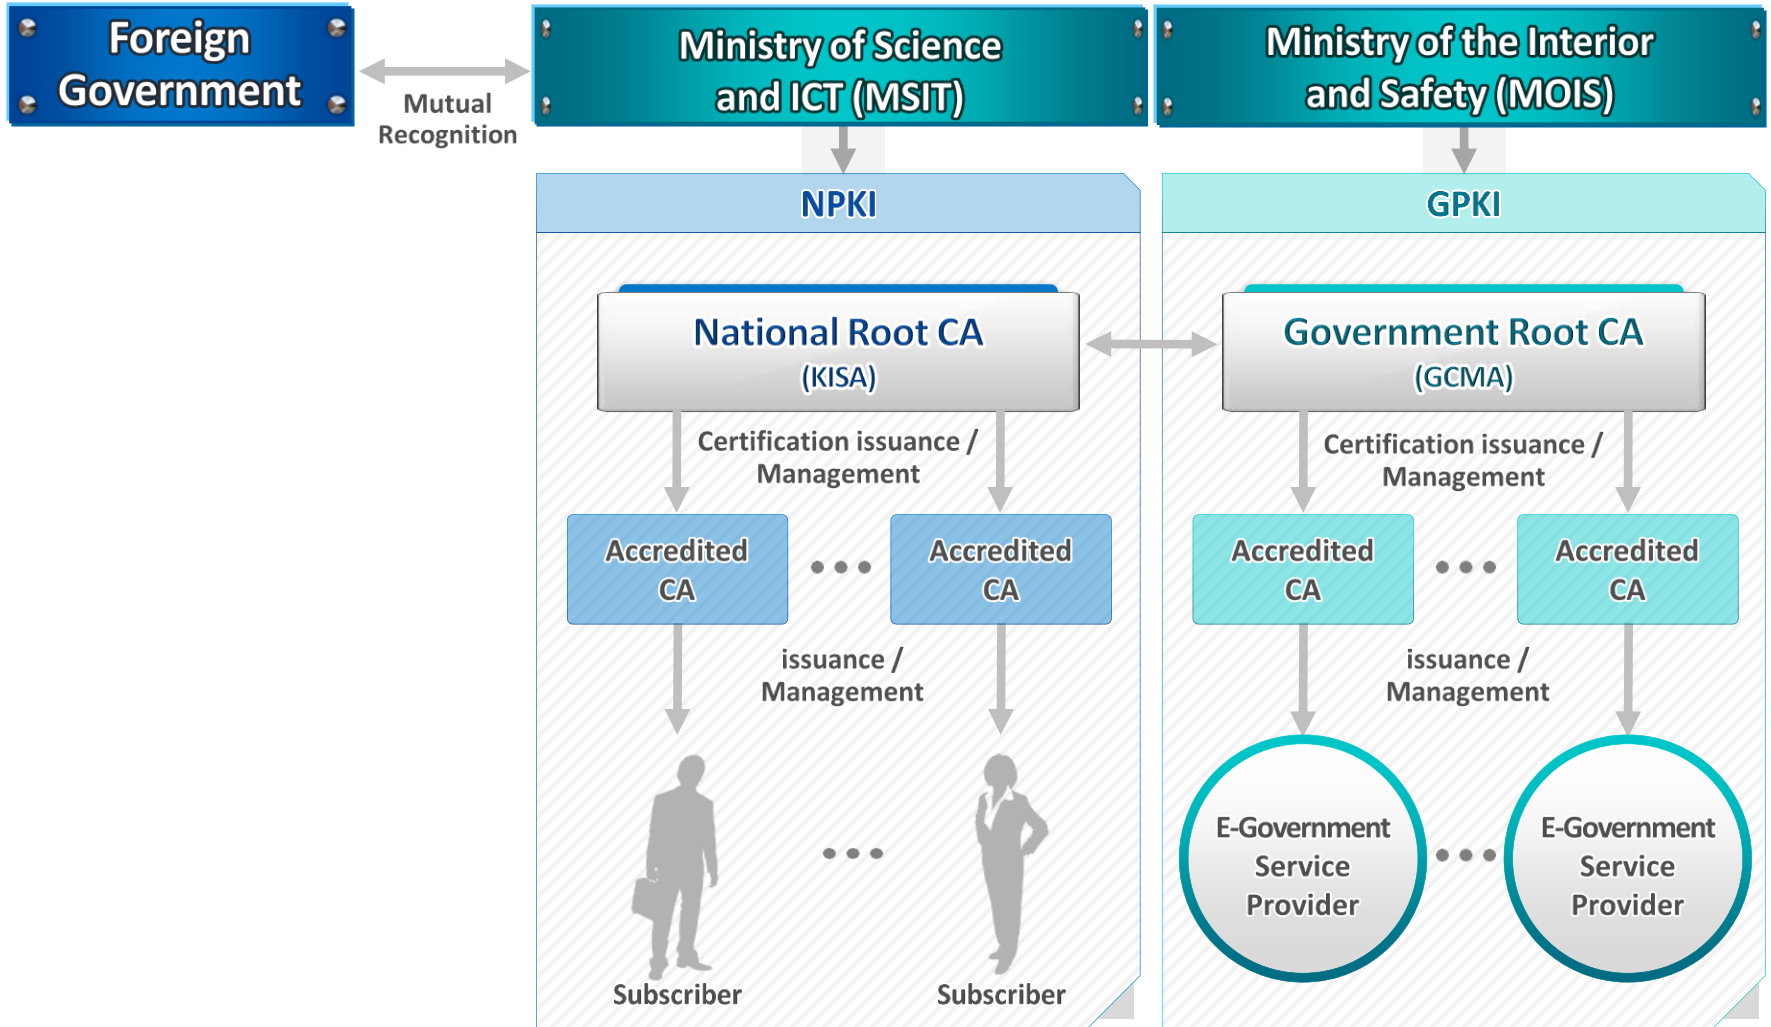 Foreign
Government
Mutual
Recognition
Ministry of Science
and ICT (MSIT)
Ministry of the Interior
and Safety (MOIS)
NPKI
National Root CA
(KISA)
Certification issuance /
Management
Accredited
CA
Accredited
CA
issuance /
Management
Subscriber
Subscriber
GPKI
Government Root CA
(GCMA)
Certification issuance /
Management
Accredited
CA
Accredited
CA
issuance /
Management
E-Government
Service
Provider
E-Government
Service
Provider